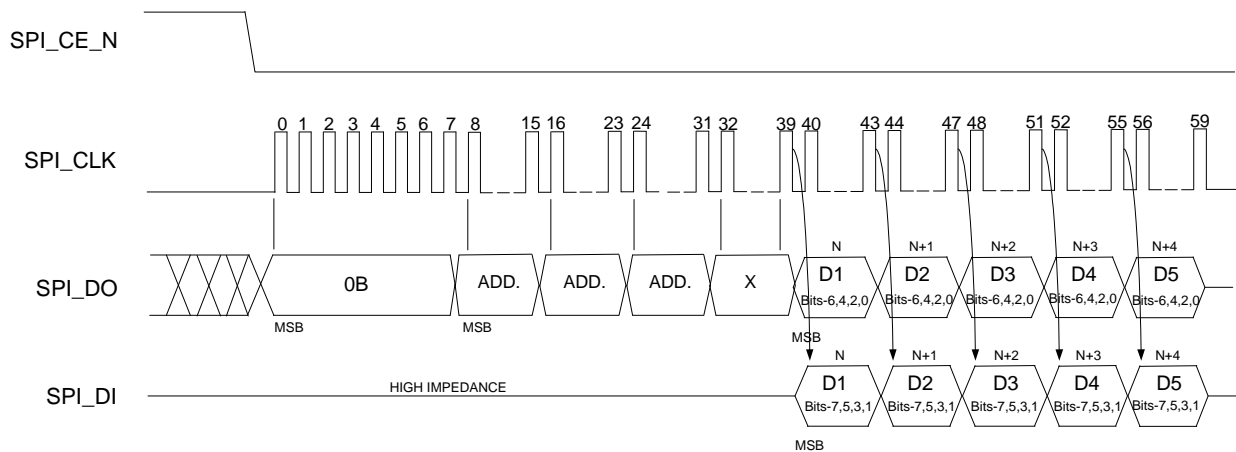 SPI_CE_N
0 1 2 3 4 5 6 7 8 15 16 23 24 31 32 39 40 43 44 47 48 51 52 55 56 59
SPI_CLK
N N+1 N+2 N+3 N+4
SPI_DO 0B ADD. ADD. ADD. X D1 D2 D3 D4 D5
Bits-6,4,2,0 Bits-6,4,2,0 Bits-6,4,2,0 Bits-6,4,2,0 Bits-6,4,2,0
MSB MSB MSB
N N+1 N+2 N+3 N+4
SPI_DI HIGH IMPEDANCE D1 D2 D3 D4 D5
Bits-7,5,3,1 Bits-7,5,3,1 Bits-7,5,3,1 Bits-7,5,3,1 Bits-7,5,3,1
MSB